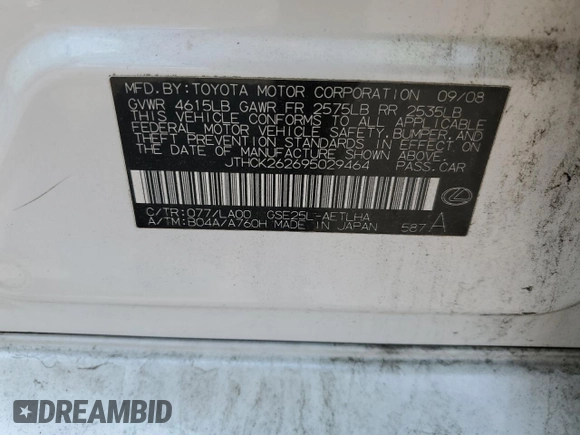 MFD. BY: TOYOTA MOTOR CORPORATION 09/08
GVWR 4615LB GAWR FR 2575LB RR 2535LB
THIS VEHICLE CONFORMS TO ALL APPLICABLE
FEDERAL MOTOR VEHICLE SAFETY, BUMPER, AND
THEFT PREVENTION STANDARDS IN EFFECT ON
THE DATE OF MANUFACTURE SHOWN ABOVE.
JTHCK262695029464 PASS. CAR
C/TR: 077/LA00 GSE25L-AETLHA
A/TM: B04A/A760H MADE IN JAPAN 587 A
DREAMBID